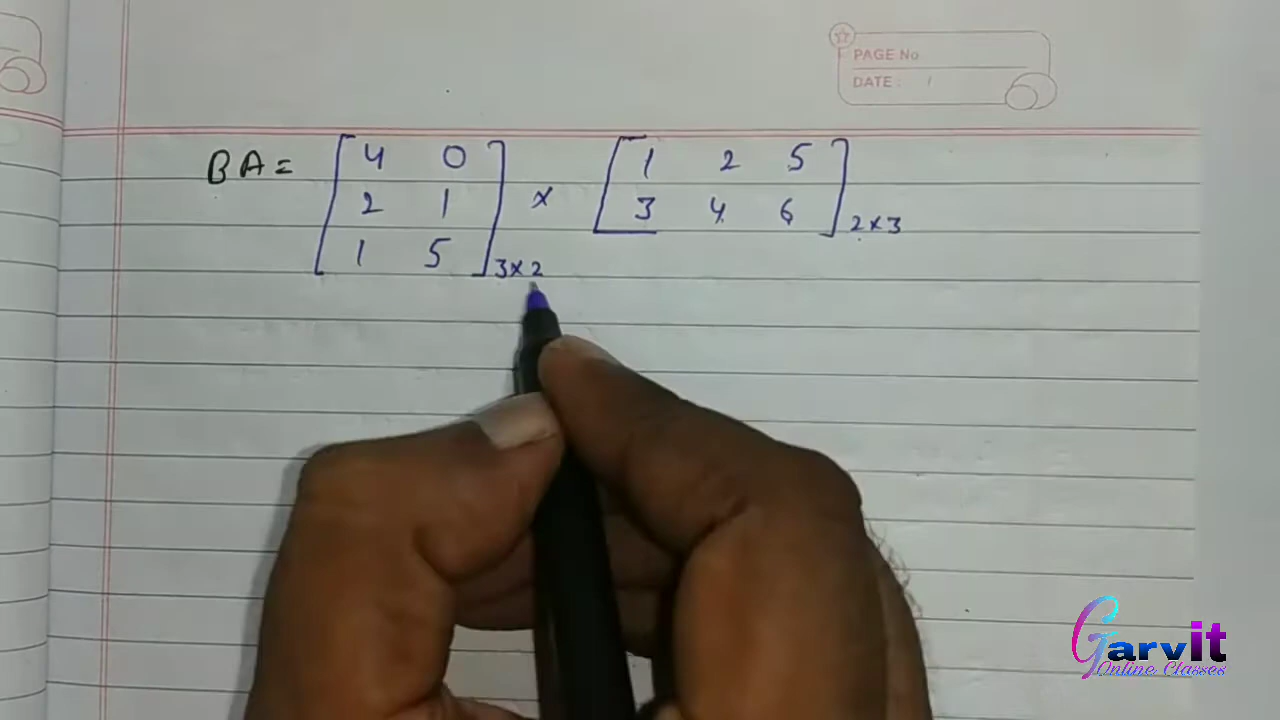 PAGE No
DATE : /
BA = [ 4 0 ] × [ 1 2 5 ]
2 1 3 4 6 2×3
1 5 3×2
Garvit
Online Classes